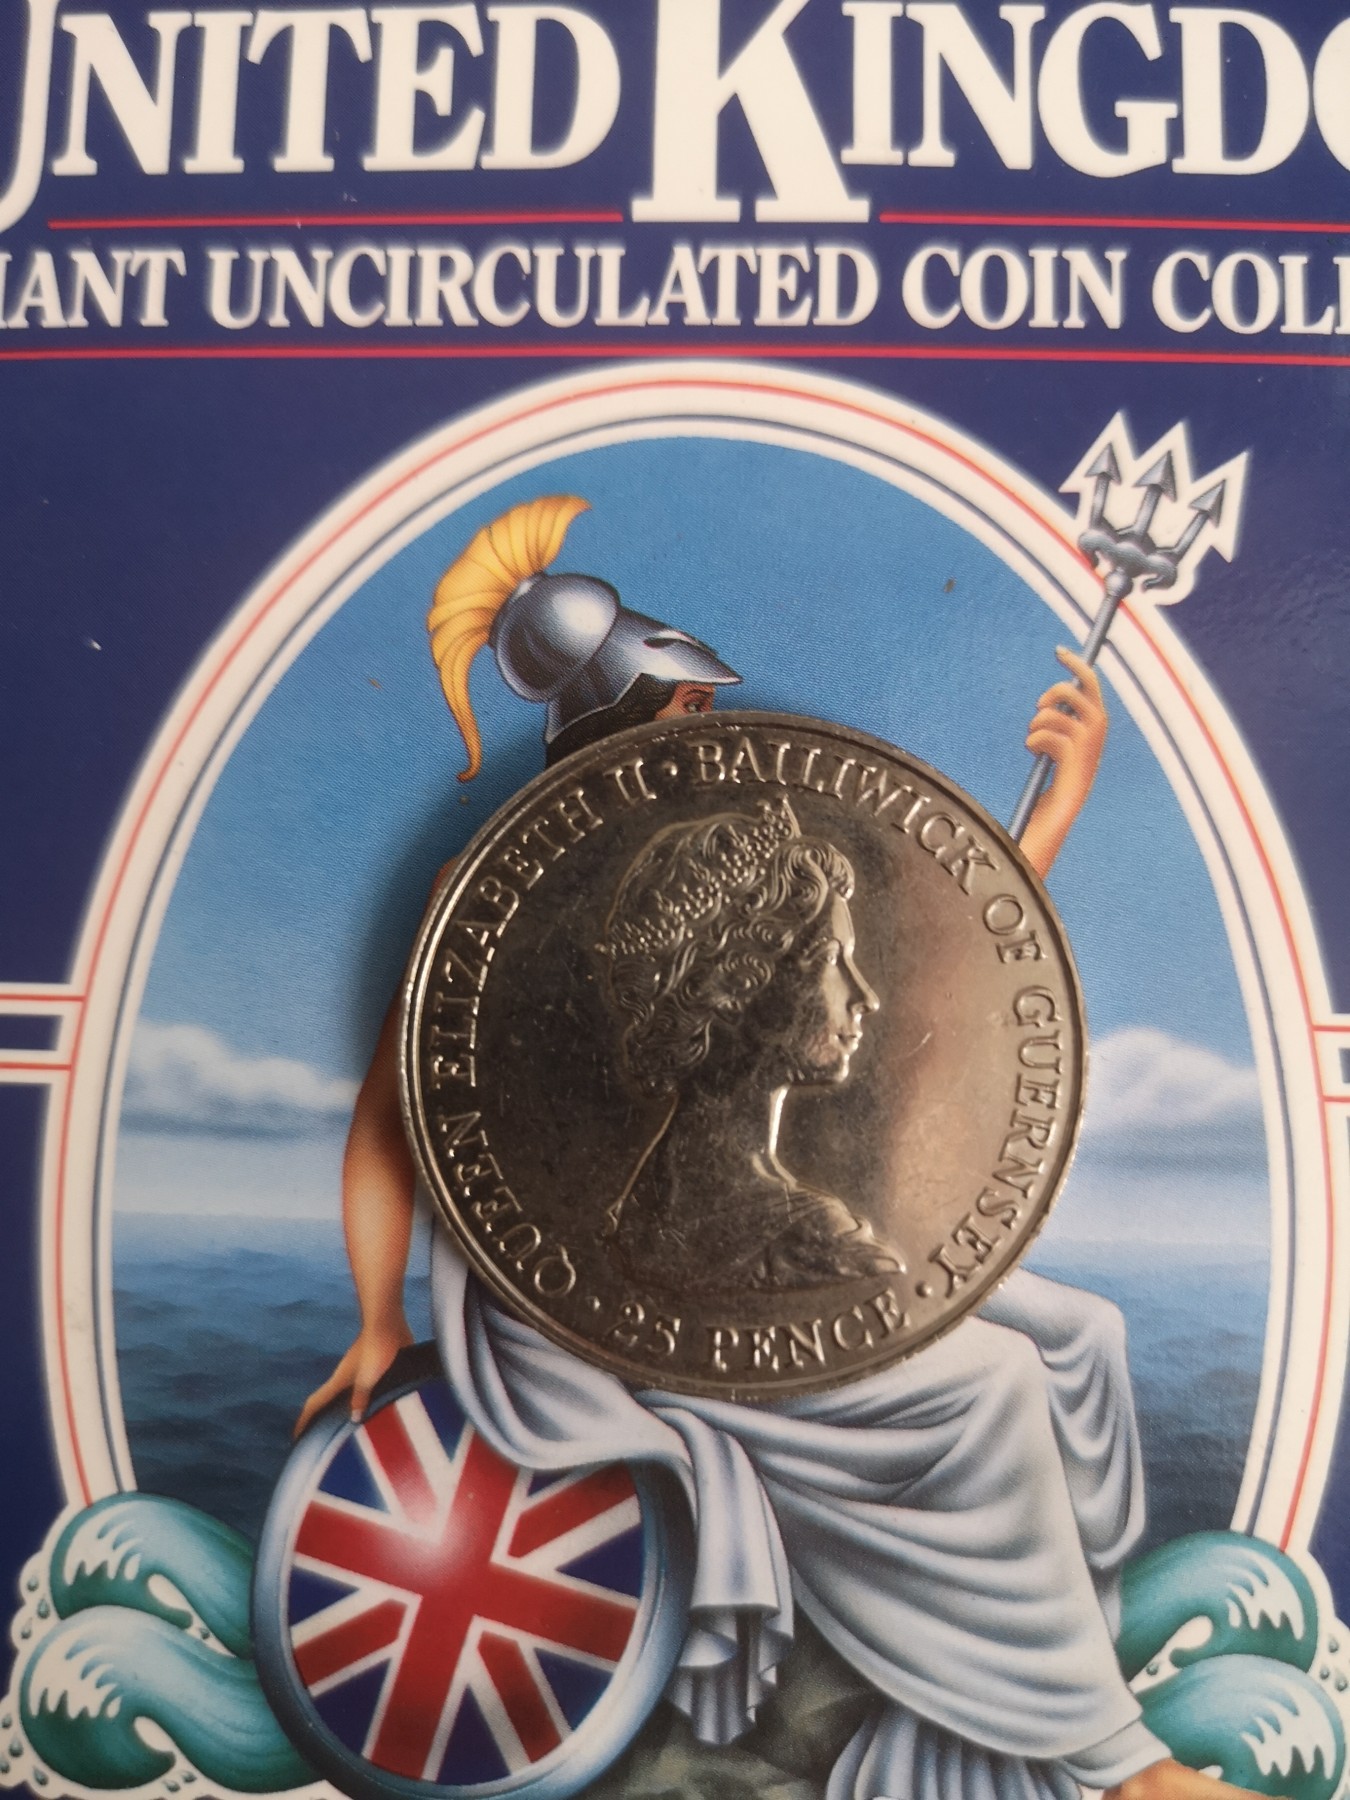 UNITED KINGDO
IANT UNCIRCULATED COIN COLL
QUEEN ELIZABETH II · BAILIWICK OF GUERNSEY ·
25 PENCE ·